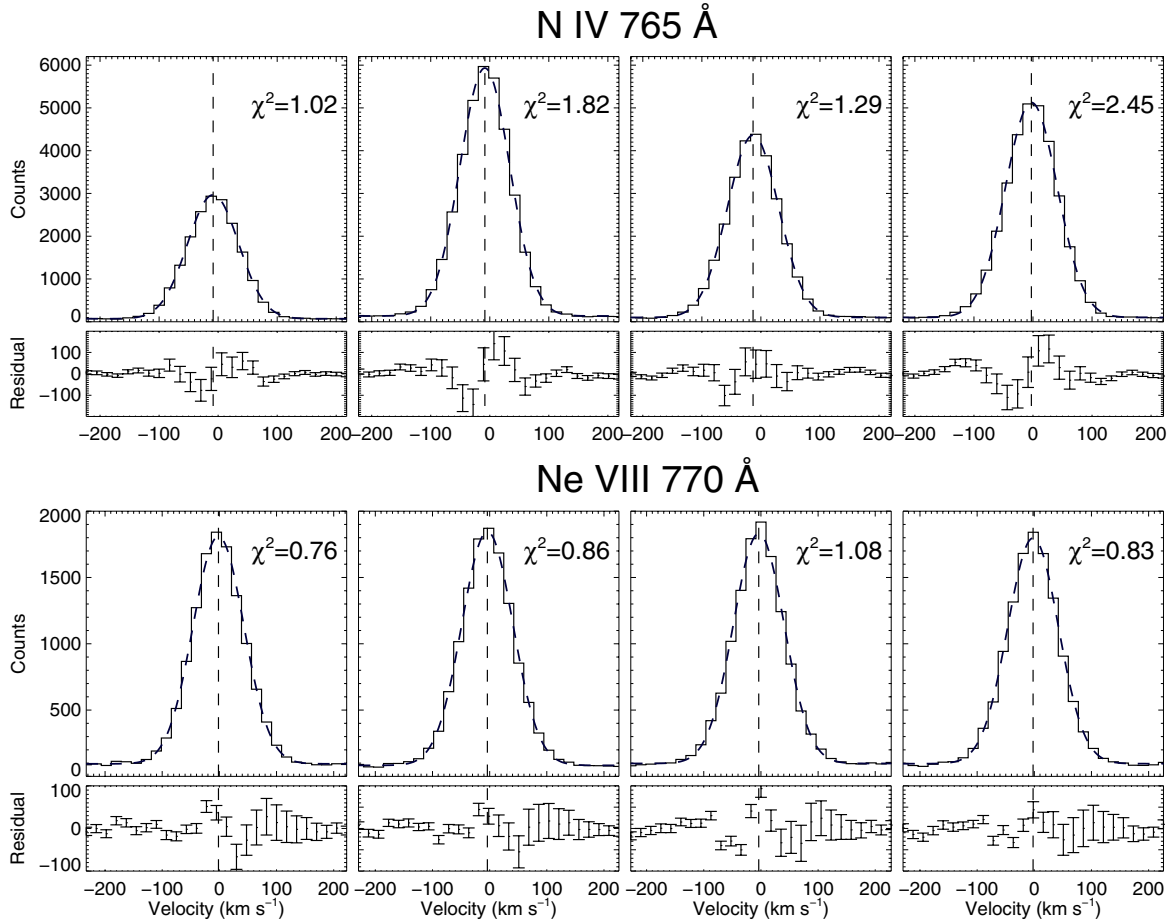 N IV 765 Å
6000
5000
4000
3000
2000
1000
0
Counts
χ²=1.02
χ²=1.82
χ²=1.29
χ²=2.45
100
0
−100
Residual
−200 −100 0 100 200
−200 −100 0 100 200
−200 −100 0 100 200
−200 −100 0 100 200
Ne VIII 770 Å
2000
1500
1000
500
0
Counts
χ²=0.76
χ²=0.86
χ²=1.08
χ²=0.83
100
0
−100
Residual
−200 −100 0 100 200
−200 −100 0 100 200
−200 −100 0 100 200
−200 −100 0 100 200
Velocity (km s⁻¹)
Velocity (km s⁻¹)
Velocity (km s⁻¹)
Velocity (km s⁻¹)